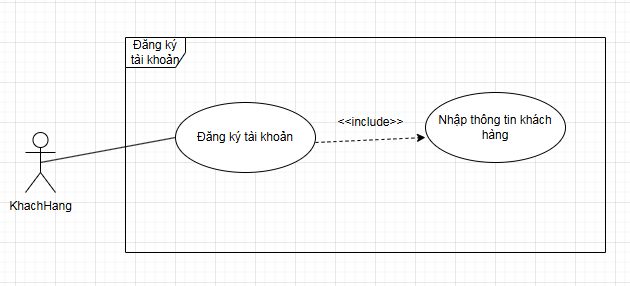 Đăng ký
tài khoản
<<include>>
Đăng ký tài khoản
Nhập thông tin khách
hàng
KhachHang